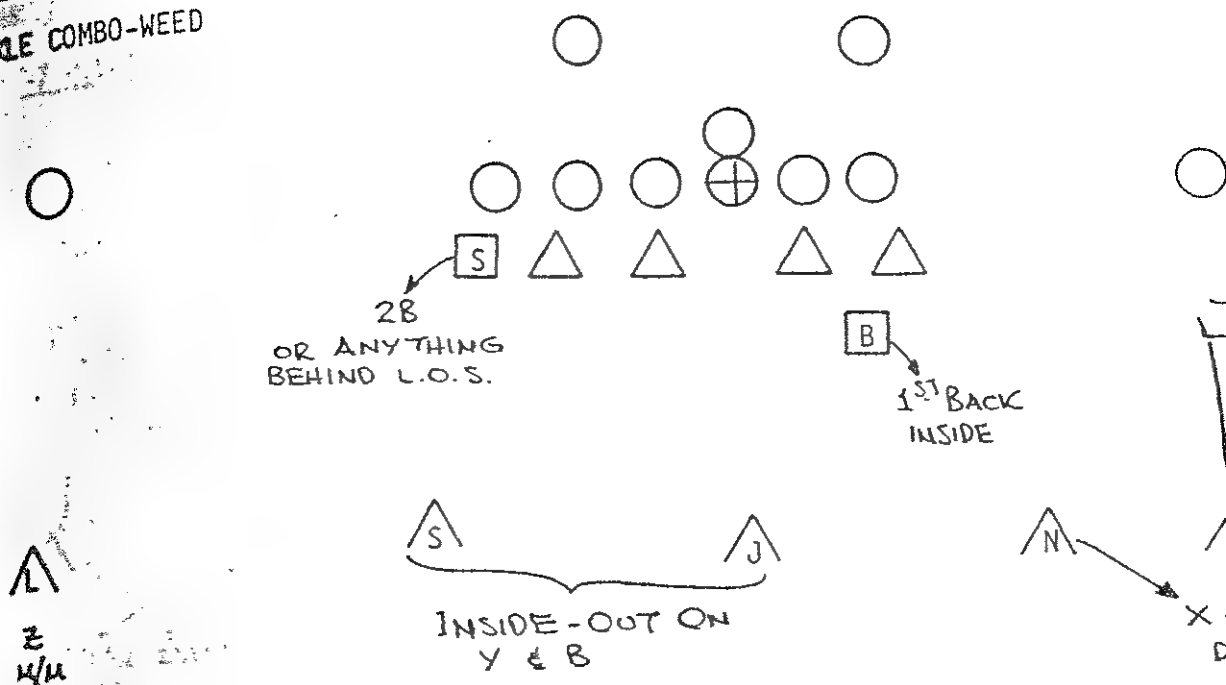 COMBO-WEED
S
2B
OR ANYTHING
BEHIND L.O.S.
B
1ST BACK
INSIDE
L
Z
M/M
S
J
INSIDE-OUT ON
Y & B
N
X
D